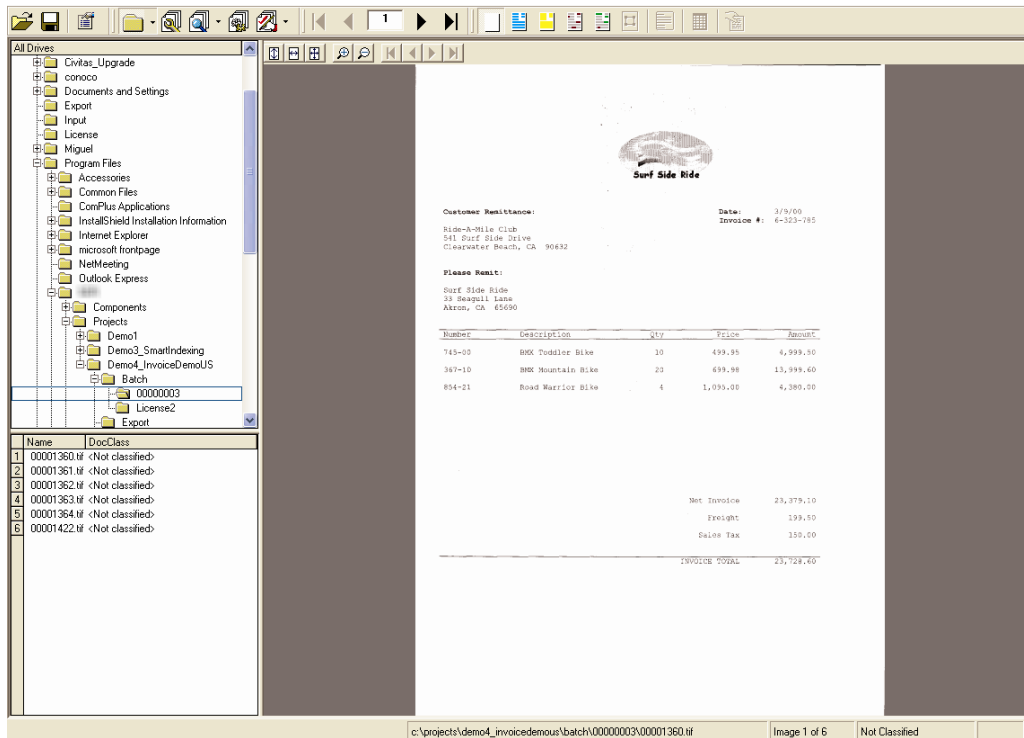 1
All Drives
Civitas_Upgrade
conoco
Documents and Settings
Export
Input
License
Miguel
Program Files
Accessories
Common Files
ComPlus Applications
InstallShield Installation Information
Internet Explorer
microsoft frontpage
NetMeeting
Outlook Express
Components
Projects
Demo1
Demo3_SmartIndexing
Demo4_InvoiceDemoUS
Batch
00000003
License2
Export
Name DocClass
1 00001360.tif <Not classified>
2 00001361.tif <Not classified>
3 00001362.tif <Not classified>
4 00001363.tif <Not classified>
5 00001364.tif <Not classified>
6 00001422.tif <Not classified>
Surf Side Ride
Customer Remittance: Date: 3/9/00
Invoice #: 6-323-785
Ride-A-Mile Club
541 Surf Side Drive
Clearwater Beach, CA 90632
Please Remit:
Surf Side Ride
33 Seagull Lane
Akron, CA 65690
Number Description Qty Price Amount
745-00 BMX Toddler Bike 10 499.95 4,999.50
367-10 BMX Mountain Bike 20 699.98 13,999.60
854-21 Road Warrior Bike 4 1,095.00 4,380.00
Net Invoice 23,379.10
Freight 199.50
Sales Tax 150.00
INVOICE TOTAL 23,728.60
c:\projects\demo4_invoicedemous\batch\00000003\00001360.tif Image 1 of 6 Not Classified